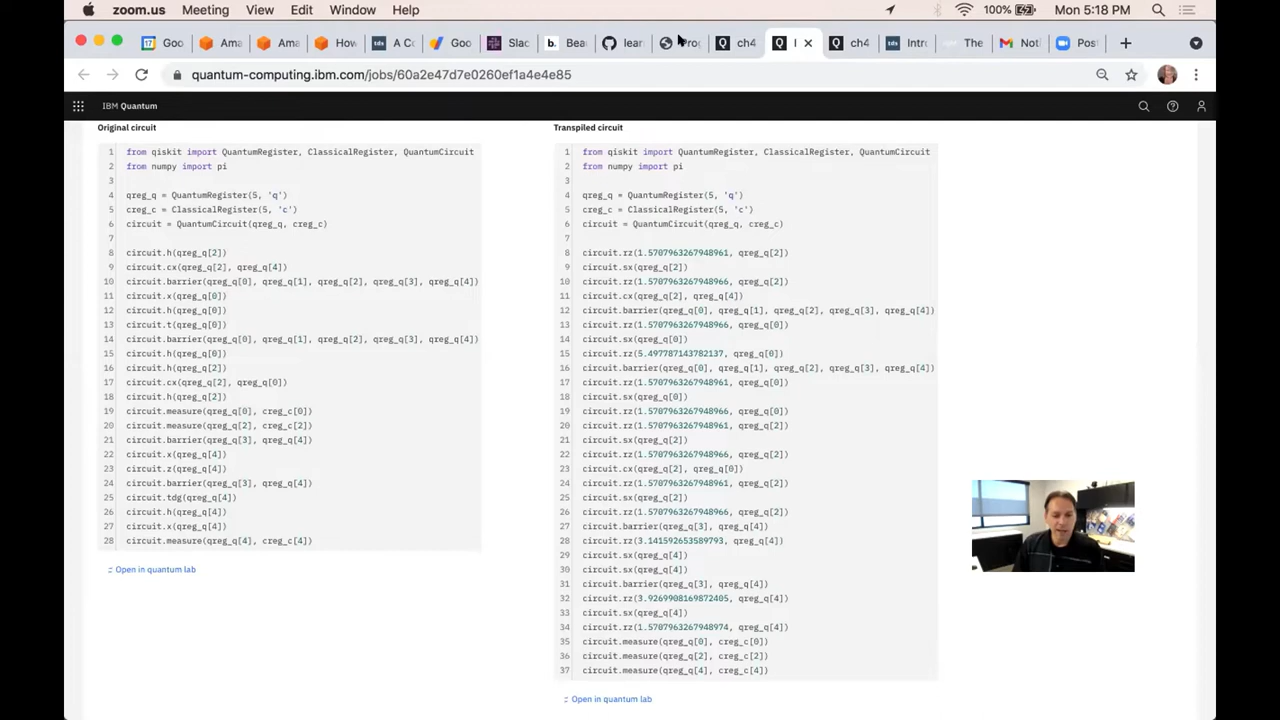 zoom.us Meeting View Edit Window Help 100% Mon 5:18 PM
Goo Ama Ama How A C Goo Slac b. Bea lear Pro ch4 I ch4 Intr The Noti Post
quantum-computing.ibm.com/jobs/60a2e47d7e0260ef1a4e4e85
IBM Quantum
Original circuit
1 from qiskit import QuantumRegister, ClassicalRegister, QuantumCircuit
2 from numpy import pi
3
4 qreg_q = QuantumRegister(5, 'q')
5 creg_c = ClassicalRegister(5, 'c')
6 circuit = QuantumCircuit(qreg_q, creg_c)
7
8 circuit.h(qreg_q[2])
9 circuit.cx(qreg_q[2], qreg_q[4])
10 circuit.barrier(qreg_q[0], qreg_q[1], qreg_q[2], qreg_q[3], qreg_q[4])
11 circuit.x(qreg_q[0])
12 circuit.h(qreg_q[0])
13 circuit.t(qreg_q[0])
14 circuit.barrier(qreg_q[0], qreg_q[1], qreg_q[2], qreg_q[3], qreg_q[4])
15 circuit.h(qreg_q[0])
16 circuit.h(qreg_q[2])
17 circuit.cx(qreg_q[2], qreg_q[0])
18 circuit.h(qreg_q[2])
19 circuit.measure(qreg_q[0], creg_c[0])
20 circuit.measure(qreg_q[2], creg_c[2])
21 circuit.barrier(qreg_q[3], qreg_q[4])
22 circuit.x(qreg_q[4])
23 circuit.z(qreg_q[4])
24 circuit.barrier(qreg_q[3], qreg_q[4])
25 circuit.tdg(qreg_q[4])
26 circuit.h(qreg_q[4])
27 circuit.x(qreg_q[4])
28 circuit.measure(qreg_q[4], creg_c[4])
Open in quantum lab
Transpiled circuit
1 from qiskit import QuantumRegister, ClassicalRegister, QuantumCircuit
2 from numpy import pi
3
4 qreg_q = QuantumRegister(5, 'q')
5 creg_c = ClassicalRegister(5, 'c')
6 circuit = QuantumCircuit(qreg_q, creg_c)
7
8 circuit.rz(1.5707963267948961, qreg_q[2])
9 circuit.sx(qreg_q[2])
10 circuit.rz(1.5707963267948966, qreg_q[2])
11 circuit.cx(qreg_q[2], qreg_q[4])
12 circuit.barrier(qreg_q[0], qreg_q[1], qreg_q[2], qreg_q[3], qreg_q[4])
13 circuit.rz(1.5707963267948966, qreg_q[0])
14 circuit.sx(qreg_q[0])
15 circuit.rz(5.497787143782137, qreg_q[0])
16 circuit.barrier(qreg_q[0], qreg_q[1], qreg_q[2], qreg_q[3], qreg_q[4])
17 circuit.rz(1.5707963267948961, qreg_q[0])
18 circuit.sx(qreg_q[0])
19 circuit.rz(1.5707963267948966, qreg_q[0])
20 circuit.rz(1.5707963267948961, qreg_q[2])
21 circuit.sx(qreg_q[2])
22 circuit.rz(1.5707963267948966, qreg_q[2])
23 circuit.cx(qreg_q[2], qreg_q[0])
24 circuit.rz(1.5707963267948961, qreg_q[2])
25 circuit.sx(qreg_q[2])
26 circuit.rz(1.5707963267948966, qreg_q[2])
27 circuit.barrier(qreg_q[3], qreg_q[4])
28 circuit.rz(3.141592653589793, qreg_q[4])
29 circuit.sx(qreg_q[4])
30 circuit.sx(qreg_q[4])
31 circuit.barrier(qreg_q[3], qreg_q[4])
32 circuit.rz(3.9269908169872405, qreg_q[4])
33 circuit.sx(qreg_q[4])
34 circuit.rz(1.5707963267948974, qreg_q[4])
35 circuit.measure(qreg_q[0], creg_c[0])
36 circuit.measure(qreg_q[2], creg_c[2])
37 circuit.measure(qreg_q[4], creg_c[4])
Open in quantum lab